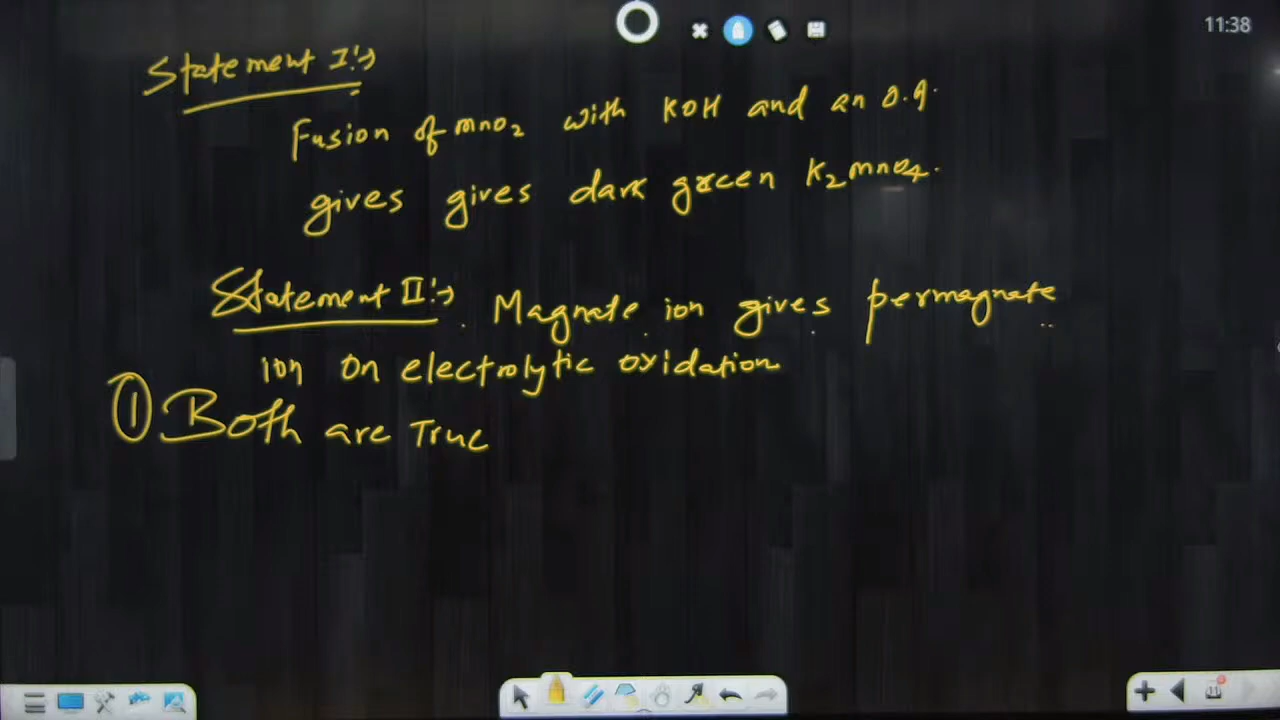 11:38
Statement I:→
Fusion of MnO2 with KOH and an O.A.
gives gives dark green K2MnO4.
Statement II:→ Magnate ion gives permagnate
ion on electrolytic oxidation
① Both are True